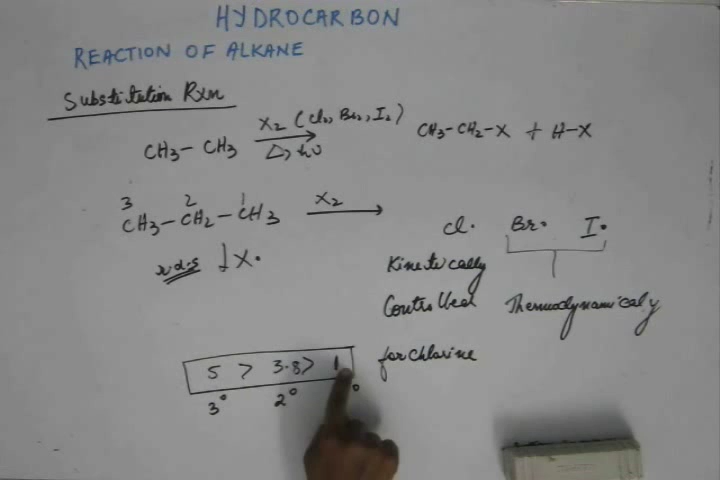 HYDROCARBON
REACTION OF ALKANE
Substitution Rxn
CH3-CH3 X2 (Cl2, Br2, I2) Δ, hν CH3-CH2-X + H-X
3 2 1
CH3-CH2-CH3 X2
Cl• Br• I•
r.d.s X•
Kinetically
Controlled Thermodynamically
for chlorine
5 > 3.8 > 1
3° 2° °